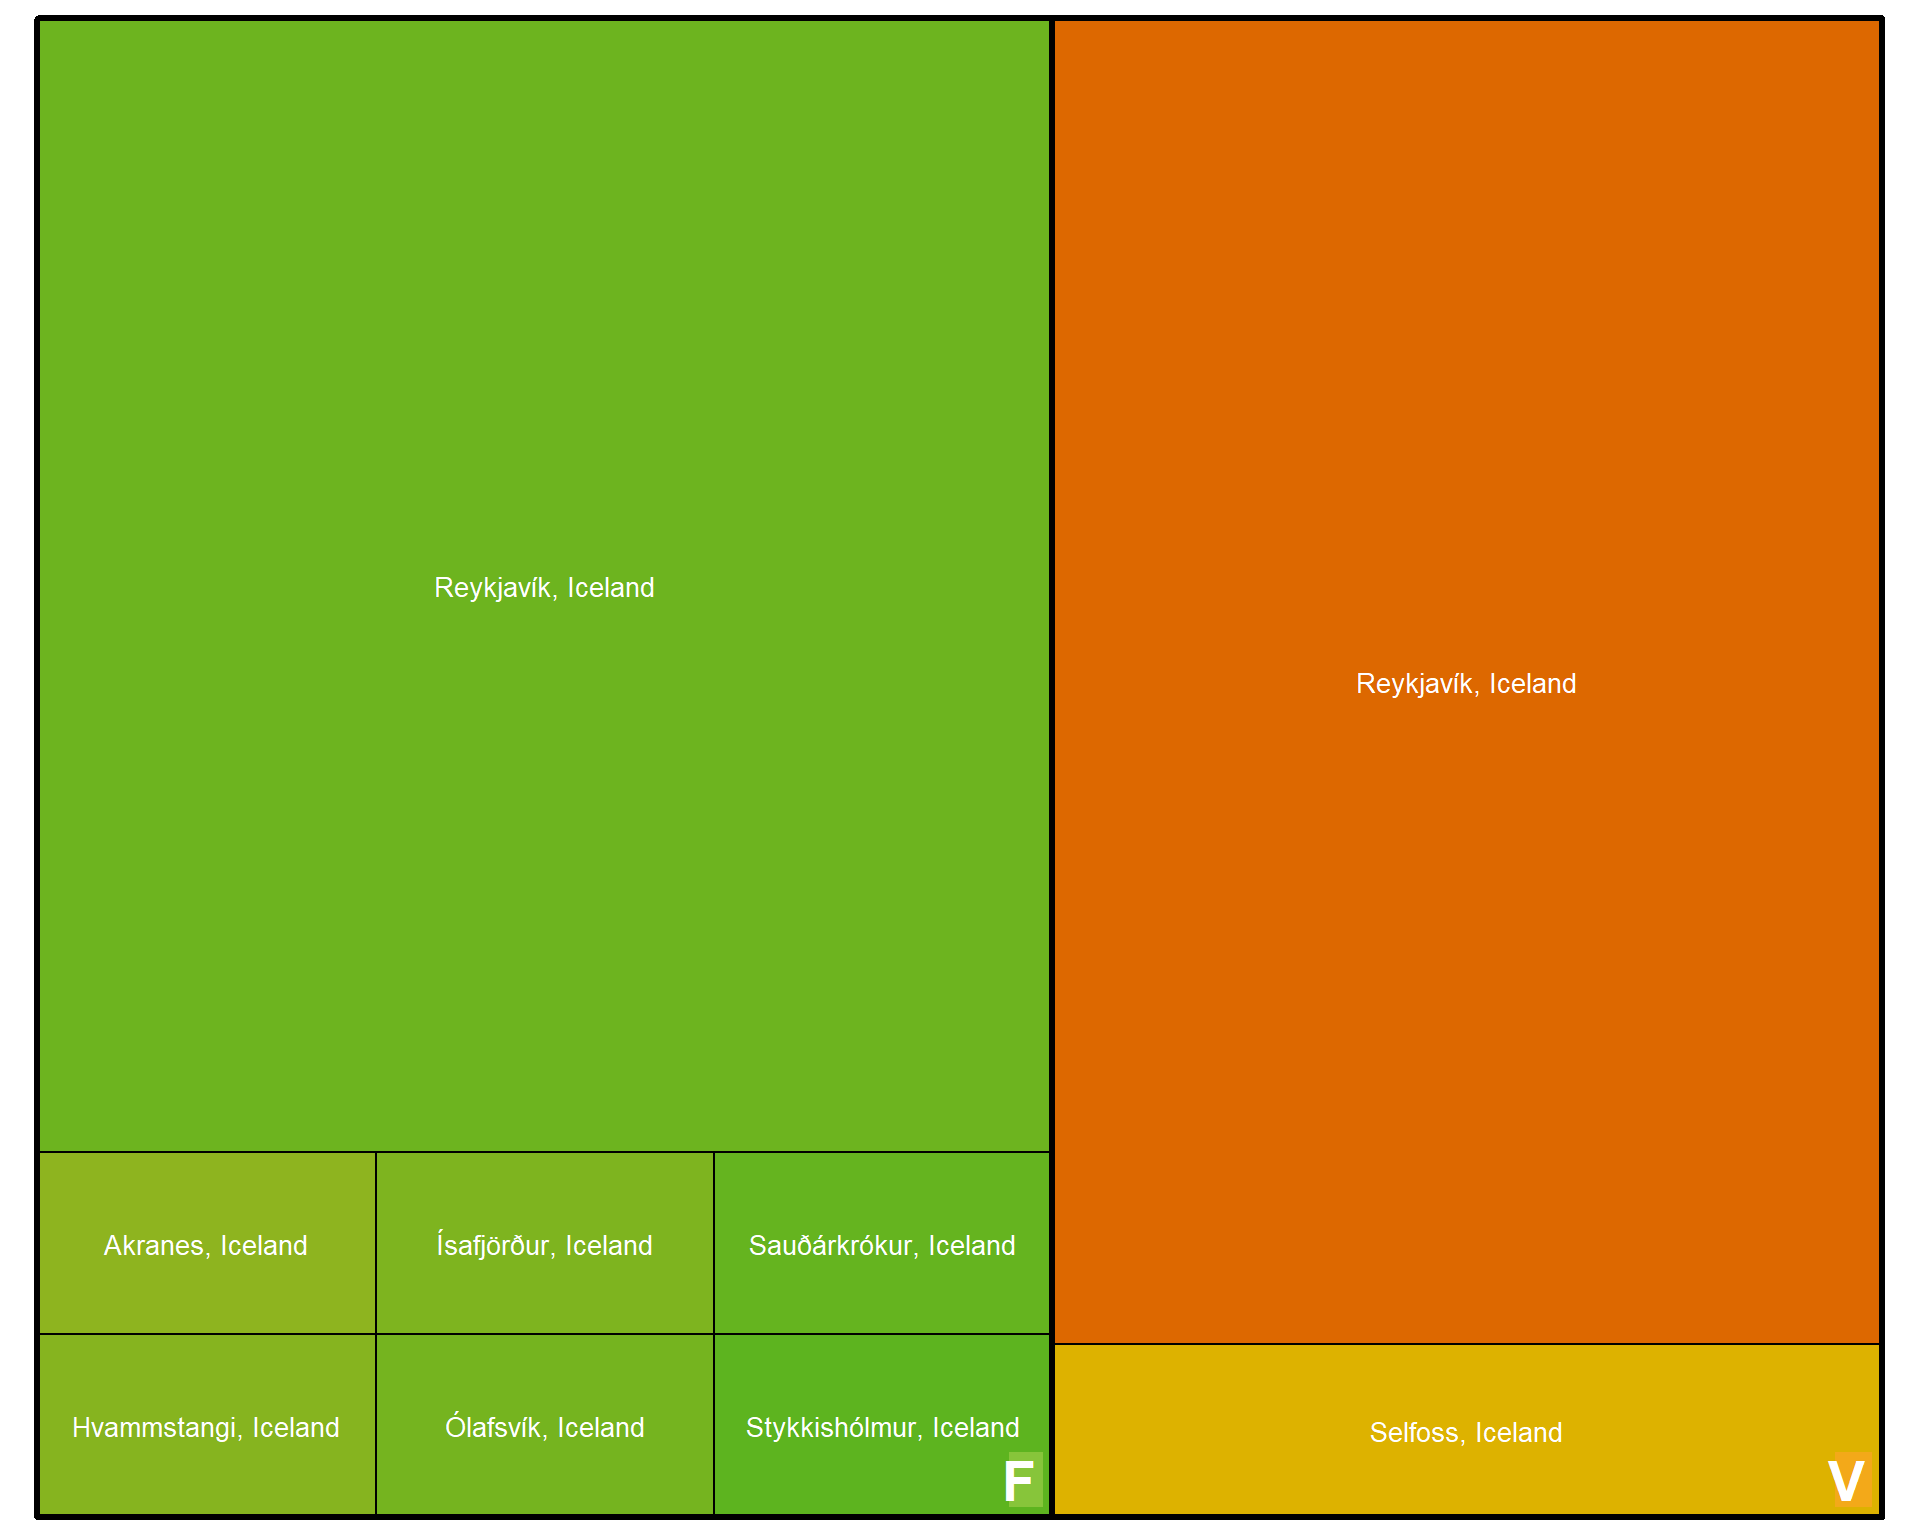 Reykjavík, Iceland
Akranes, Iceland
Ísafjörður, Iceland
Sauðárkrókur, Iceland
Hvammstangi, Iceland
Ólafsvík, Iceland
Stykkishólmur, Iceland
F
Reykjavík, Iceland
Selfoss, Iceland
V